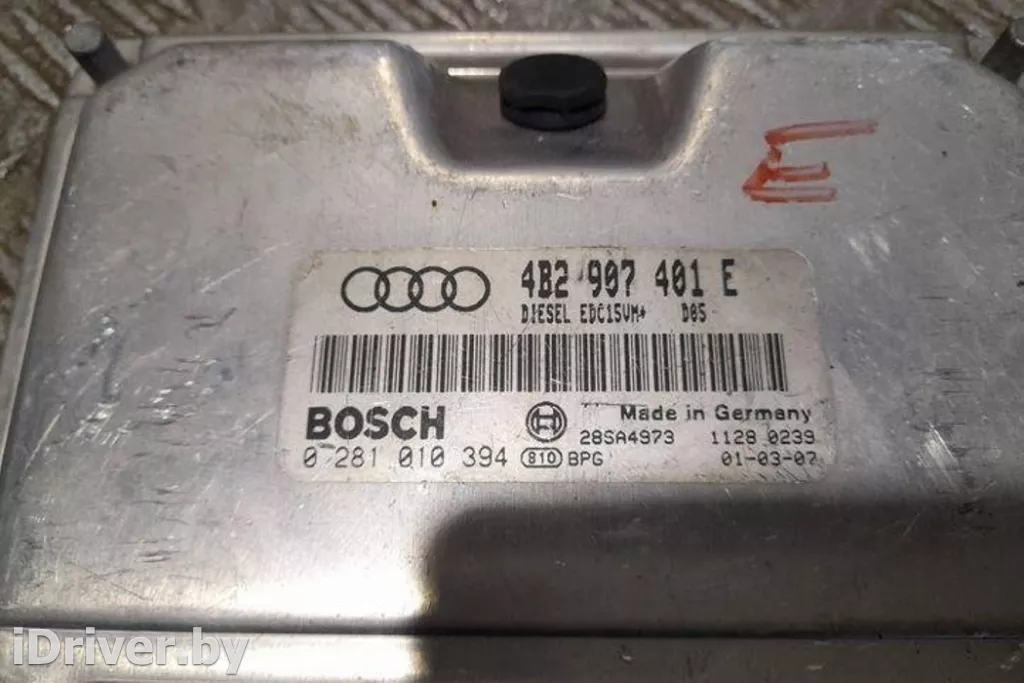 E
4B2 907 401 E
DIESEL EDC15VM+ D05
BOSCH
Made in Germany
28SA4973 1128 0239
0 281 010 394 810 BPG 01-03-07
iDriver.by